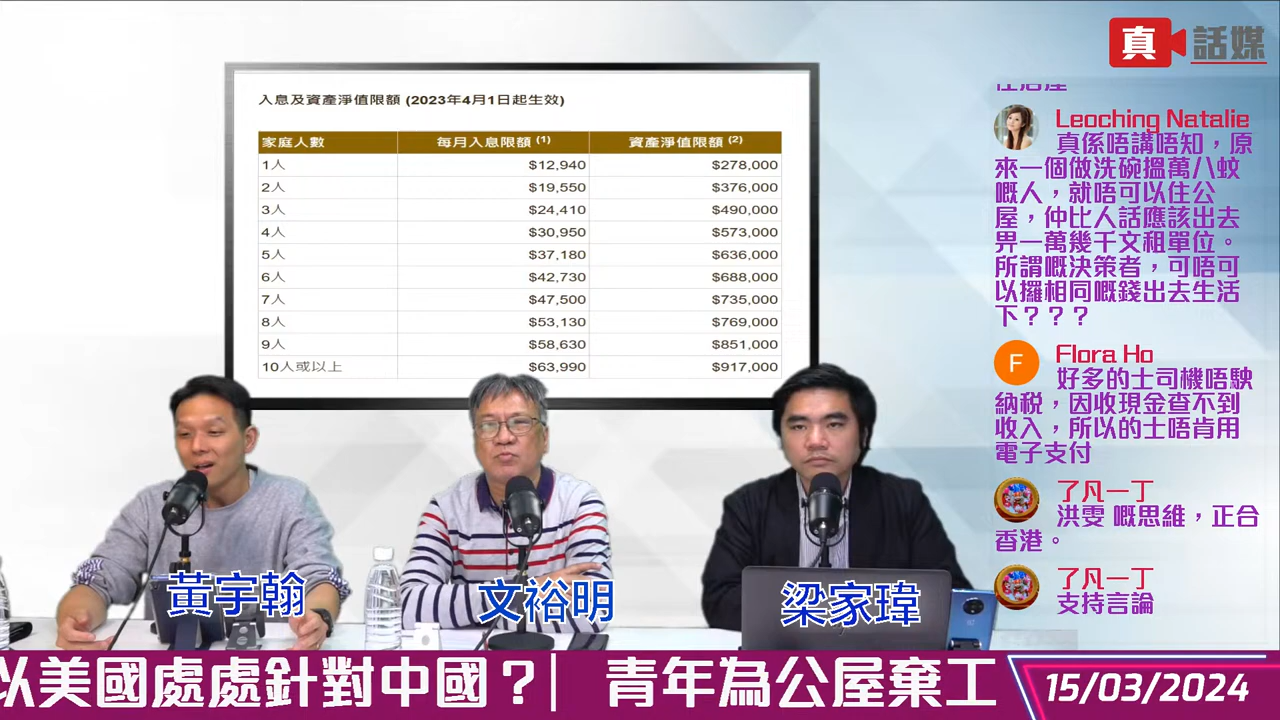 真 話媒
入息及資產淨值限額 (2023年4月1日起生效)
家庭人數 每月入息限額 (1) 資產淨值限額 (2)
1人 $12,940 $278,000
2人 $19,550 $376,000
3人 $24,410 $490,000
4人 $30,950 $573,000
5人 $37,180 $636,000
6人 $42,730 $688,000
7人 $47,500 $735,000
8人 $53,130 $769,000
9人 $58,630 $851,000
10人或以上 $63,990 $917,000
Leoching Natalie
真係唔講唔知，原
來一個做洗碗搵萬八蚊
嘅人，就唔可以住公
屋，仲比人話應該出去
畀一萬幾千文租單位。
所謂嘅決策者，可唔可
以攞相同嘅錢出去生活
下？？？
F
Flora Ho
好多的士司機唔駛
納税，因收現金查不到
收入，所以的士唔肯用
電子支付
了凡一丁
洪雯 嘅思維，正合
香港。
了凡一丁
支持言論
黃宇翰
文裕明
梁家瑋
以美國處處針對中國？| 青年為公屋棄工
15/03/2024